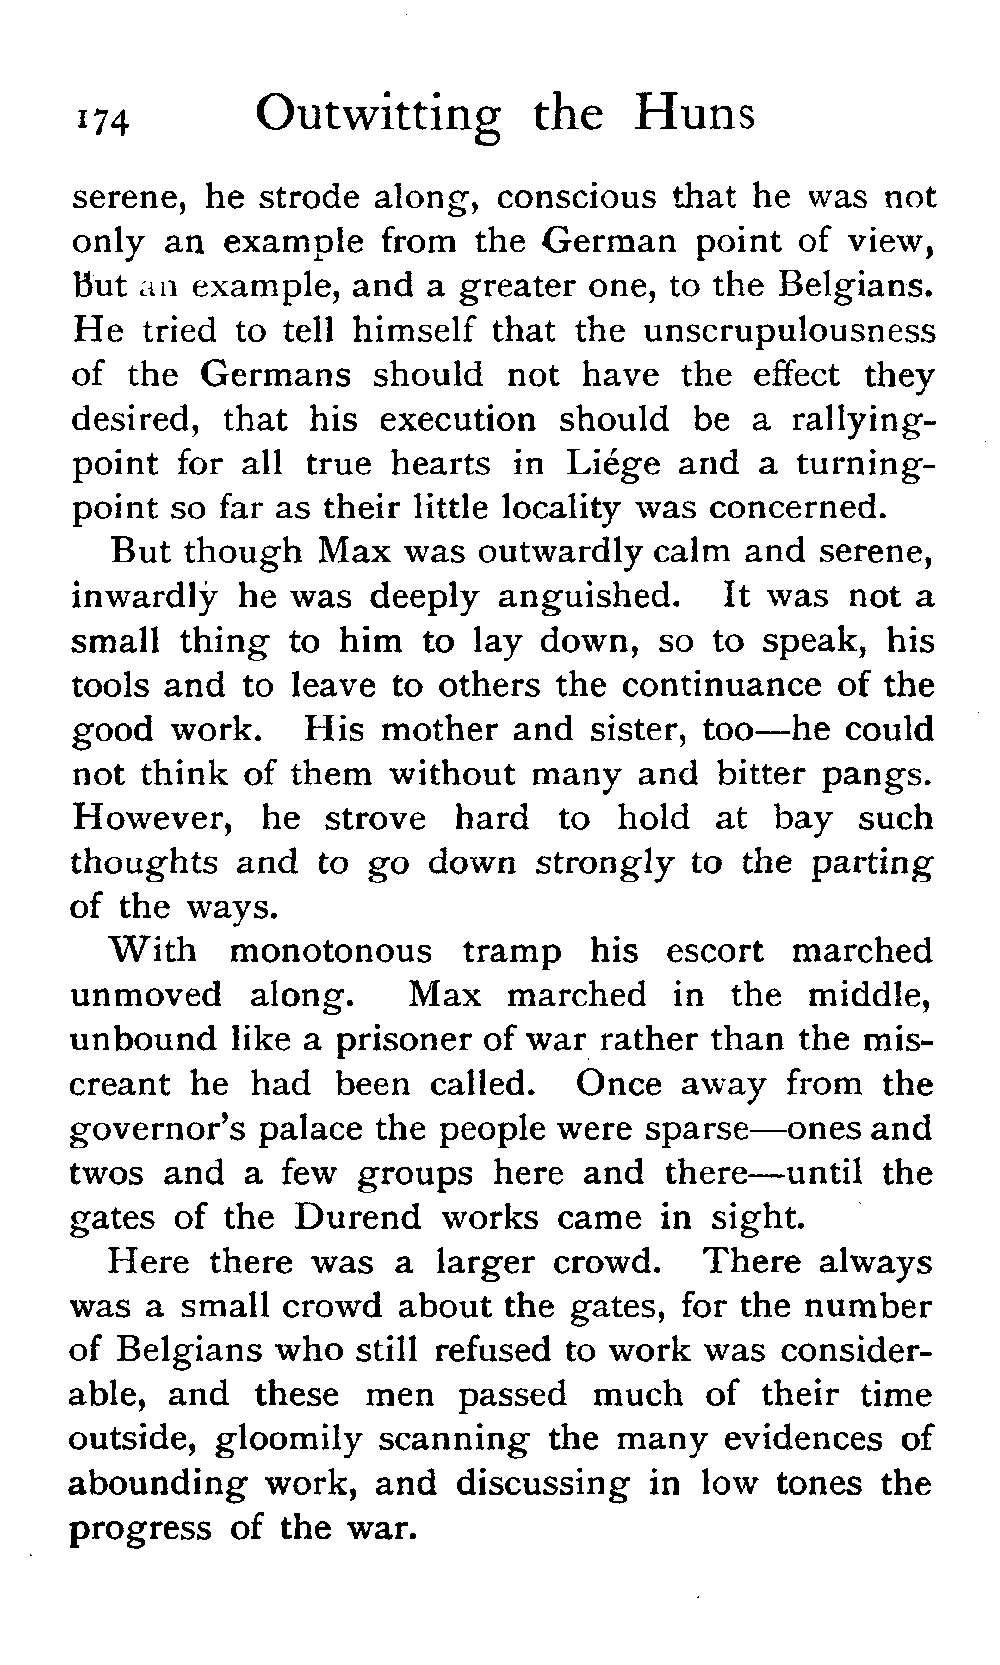 174 Outwitting the Huns
serene, he strode along, conscious that he was not
only an example from the German point of view,
but an example, and a greater one, to the Belgians.
He tried to tell himself that the unscrupulousness
of the Germans should not have the effect they
desired, that his execution should be a rallying-
point for all true hearts in Liége and a turning-
point so far as their little locality was concerned.
But though Max was outwardly calm and serene,
inwardly he was deeply anguished. It was not a
small thing to him to lay down, so to speak, his
tools and to leave to others the continuance of the
good work. His mother and sister, too—he could
not think of them without many and bitter pangs.
However, he strove hard to hold at bay such
thoughts and to go down strongly to the parting
of the ways.
With monotonous tramp his escort marched
unmoved along. Max marched in the middle,
unbound like a prisoner of war rather than the mis-
creant he had been called. Once away from the
governor's palace the people were sparse—ones and
twos and a few groups here and there—until the
gates of the Durend works came in sight.
Here there was a larger crowd. There always
was a small crowd about the gates, for the number
of Belgians who still refused to work was consider-
able, and these men passed much of their time
outside, gloomily scanning the many evidences of
abounding work, and discussing in low tones the
progress of the war.